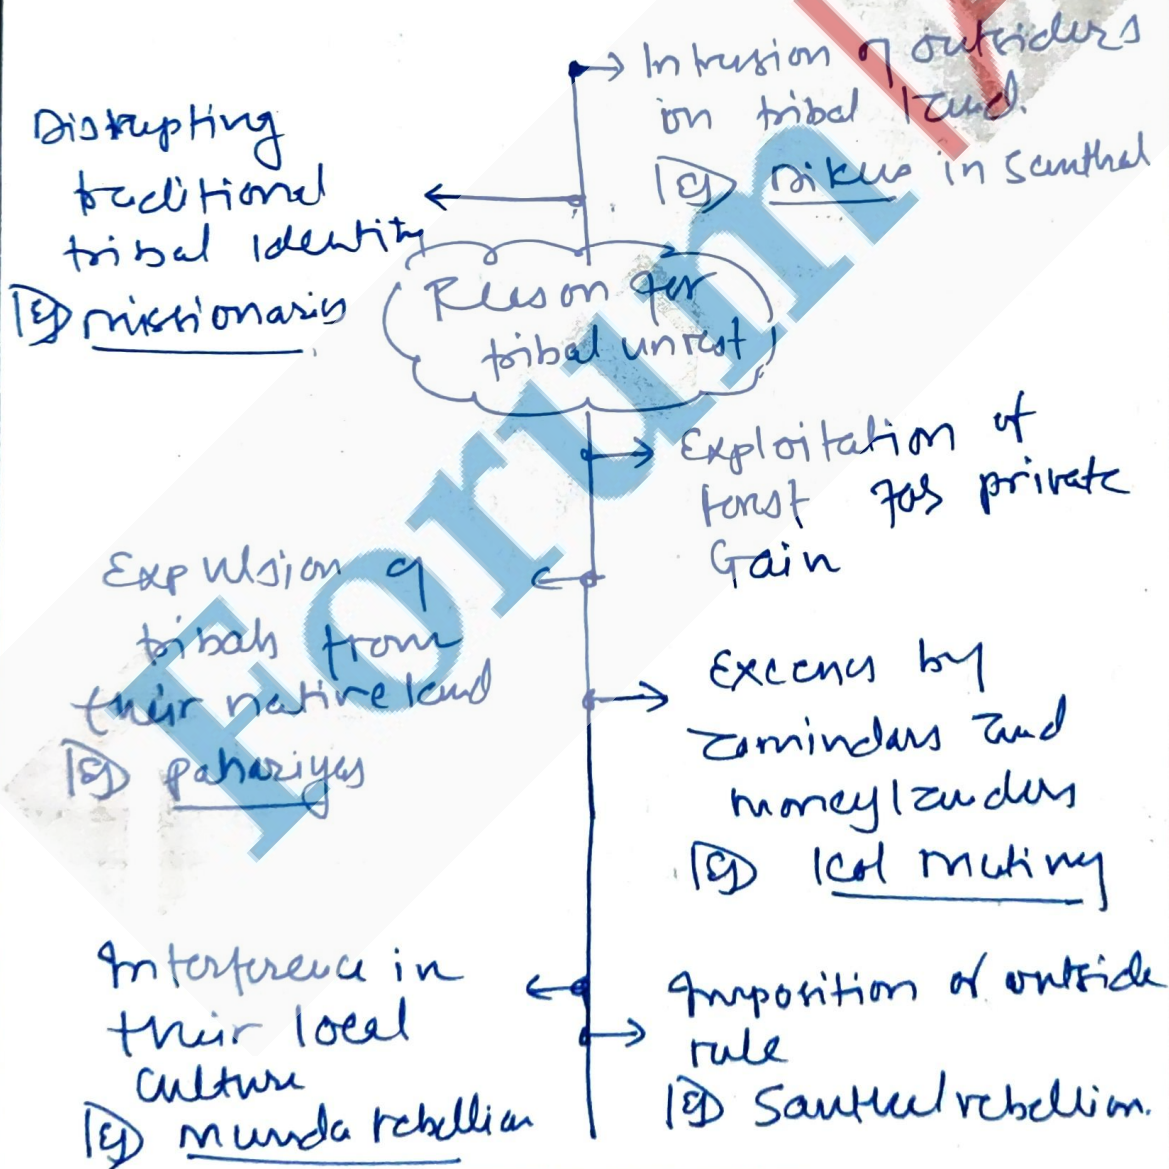 Intrusion of outsiders
on tribal land.
Eg Dikus in Santhal
Disrupting
traditional
tribal Identity
Eg missionaries
Reason for
tribal unrest
Exploitation of
forest for private
Gain
Expulsion of
tribals from
their native land
Eg pahariyas
Excesses by
zamindars and
moneylenders
Eg Kol Mutiny
Interference in
their local
culture
Eg munda rebellion
Imposition of outside
rule
Eg Santhal rebellion.
Forum IA